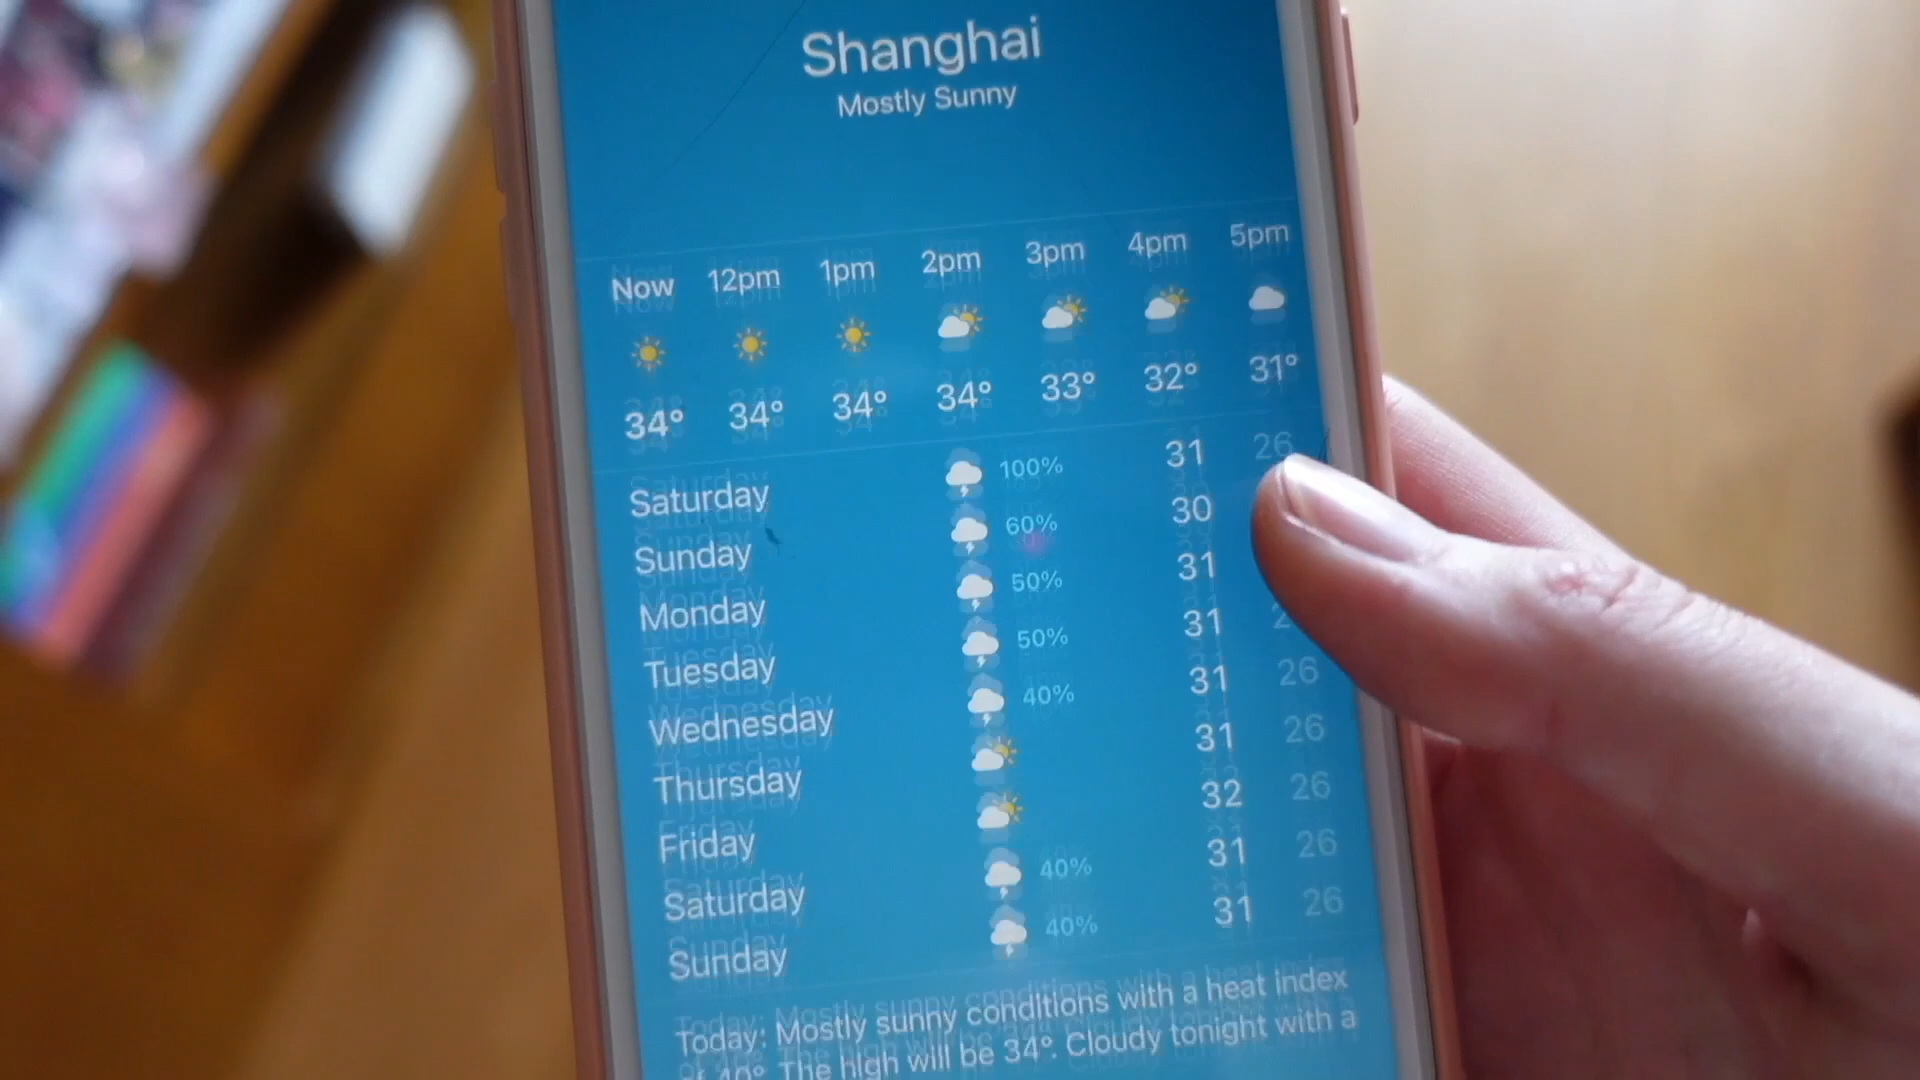 Shanghai
Mostly Sunny
Now 12pm 1pm 2pm 3pm 4pm 5pm
34° 34° 34° 34° 33° 32° 31°
Saturday 100% 31 26
Sunday 60% 30
Monday 50% 31
Tuesday 50% 31
Wednesday 40% 31 26
Thursday 31 26
Friday 32 26
Saturday 40% 31 26
Sunday 40% 31 26
Today: Mostly sunny conditions with a heat index
of 40°. The high will be 34°. Cloudy tonight with a